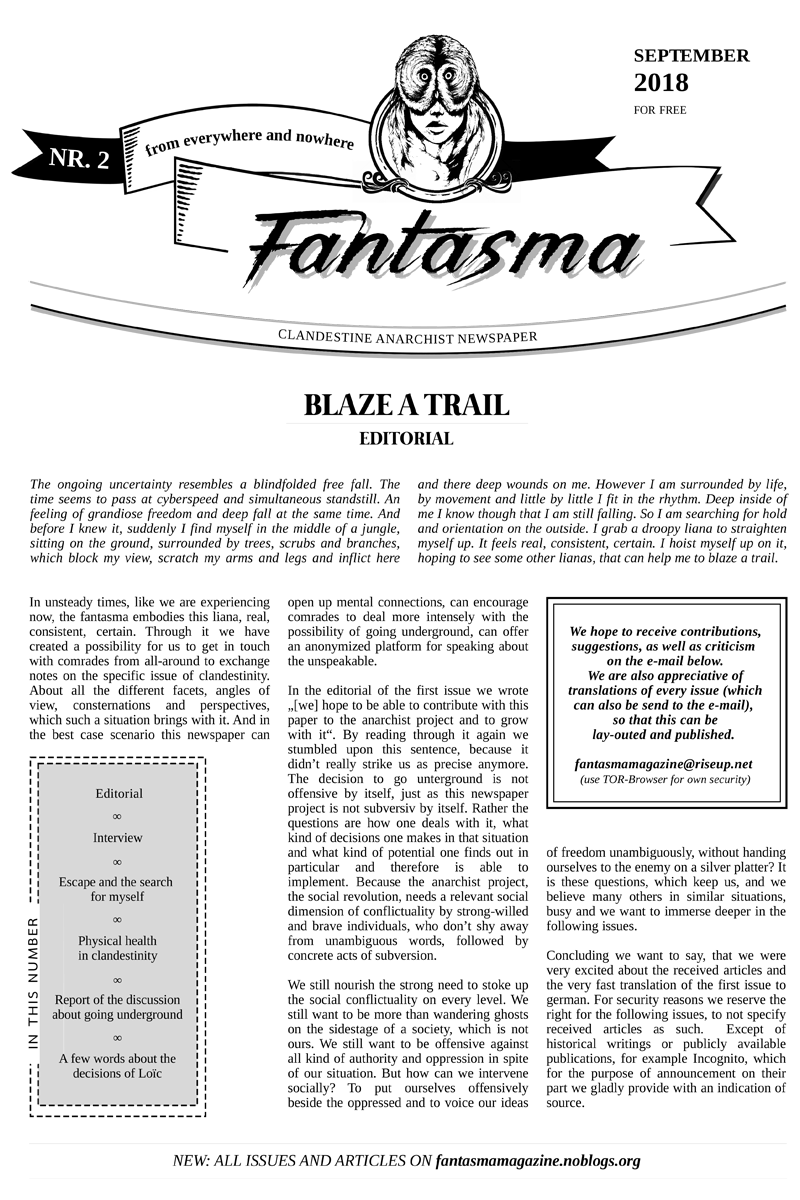 SEPTEMBER
2018
FOR FREE
NR. 2
from everywhere and nowhere
Fantasma
CLANDESTINE ANARCHIST NEWSPAPER
BLAZE A TRAIL
EDITORIAL
The ongoing uncertainty resembles a blindfolded free fall. The
time seems to pass at cyberspeed and simultaneous standstill. An
feeling of grandiose freedom and deep fall at the same time. And
before I knew it, suddenly I find myself in the middle of a jungle,
sitting on the ground, surrounded by trees, scrubs and branches,
which block my view, scratch my arms and legs and inflict here
and there deep wounds on me. However I am surrounded by life,
by movement and little by little I fit in the rhythm. Deep inside of
me I know though that I am still falling. So I am searching for hold
and orientation on the outside. I grab a droopy liana to straighten
myself up. It feels real, consistent, certain. I hoist myself up on it,
hoping to see some other lianas, that can help me to blaze a trail.
In unsteady times, like we are experiencing
now, the fantasma embodies this liana, real,
consistent, certain. Through it we have
created a possibility for us to get in touch
with comrades from all-around to exchange
notes on the specific issue of clandestinity.
About all the different facets, angles of
view, consternations and perspectives,
which such a situation brings with it. And in
the best case scenario this newspaper can
IN THIS NUMBER
Editorial
∞
Interview
∞
Escape and the search
for myself
∞
Physical health
in clandestinity
∞
Report of the discussion
about going underground
∞
A few words about the
decisions of Loïc
open up mental connections, can encourage
comrades to deal more intensely with the
possibility of going underground, can offer
an anonymized platform for speaking about
the unspeakable.
In the editorial of the first issue we wrote
„[we] hope to be able to contribute with this
paper to the anarchist project and to grow
with it“. By reading through it again we
stumbled upon this sentence, because it
didn’t really strike us as precise anymore.
The decision to go unterground is not
offensive by itself, just as this newspaper
project is not subversiv by itself. Rather the
questions are how one deals with it, what
kind of decisions one makes in that situation
and what kind of potential one finds out in
particular and therefore is able to
implement. Because the anarchist project,
the social revolution, needs a relevant social
dimension of conflictuality by strong-willed
and brave individuals, who don’t shy away
from unambiguous words, followed by
concrete acts of subversion.
We still nourish the strong need to stoke up
the social conflictuality on every level. We
still want to be more than wandering ghosts
on the sidestage of a society, which is not
ours. We still want to be offensive against
all kind of authority and oppression in spite
of our situation. But how can we intervene
socially? To put ourselves offensively
beside the oppressed and to voice our ideas
We hope to receive contributions,
suggestions, as well as criticism
on the e-mail below.
We are also appreciative of
translations of every issue (which
can also be send to the e-mail),
so that this can be
lay-outed and published.
fantasmamagazine@riseup.net
(use TOR-Browser for own security)
of freedom unambiguously, without handing
ourselves to the enemy on a silver platter? It
is these questions, which keep us, and we
believe many others in similar situations,
busy and we want to immerse deeper in the
following issues.
Concluding we want to say, that we were
very excited about the received articles and
the very fast translation of the first issue to
german. For security reasons we reserve the
right for the following issues, to not specify
received articles as such. Except of
historical writings or publicly available
publications, for example Incognito, which
for the purpose of announcement on their
part we gladly provide with an indication of
source.
NEW: ALL ISSUES AND ARTICLES ON fantasmamagazine.noblogs.org